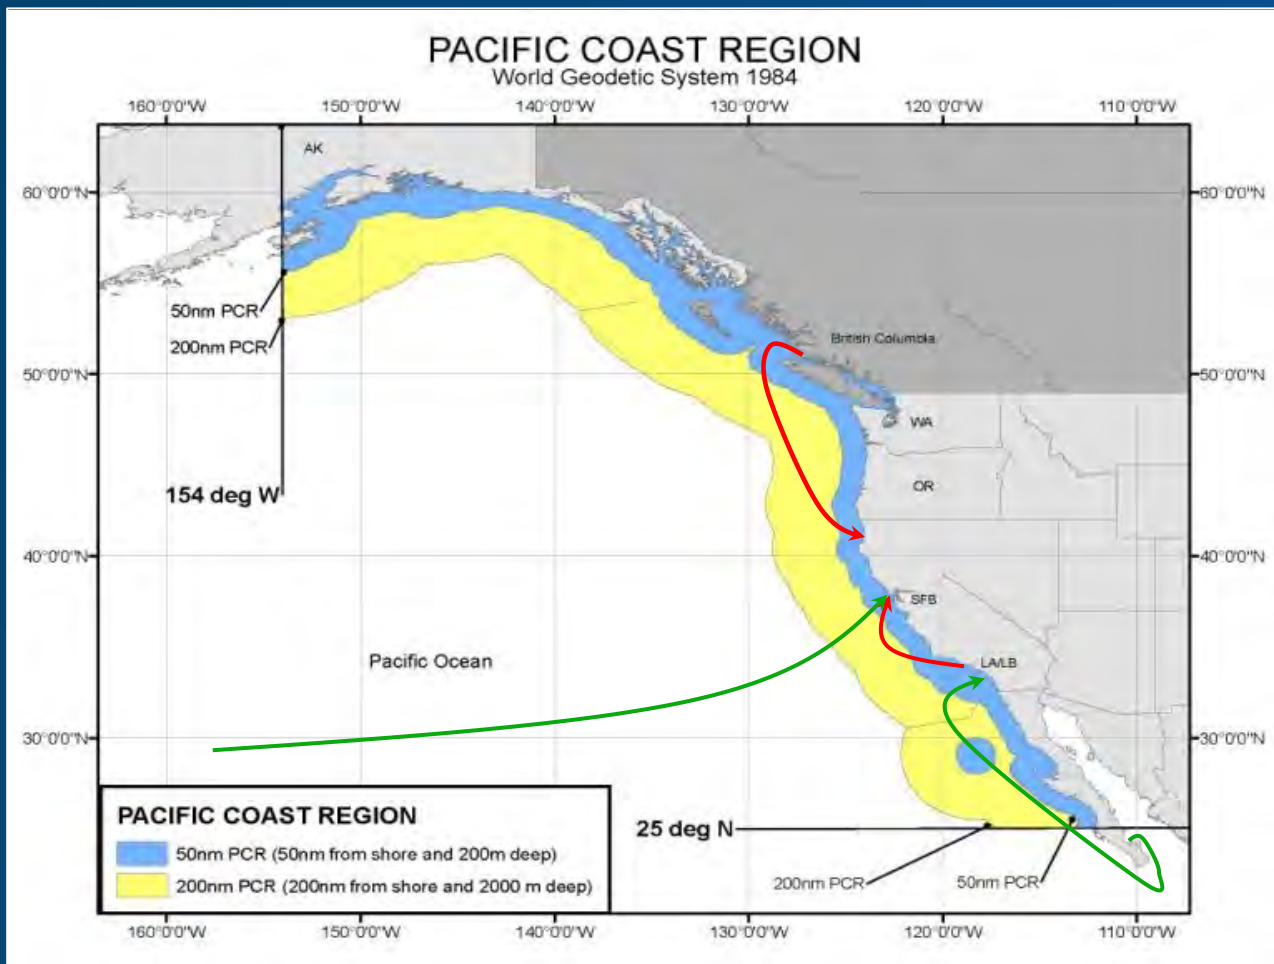 PACIFIC COAST REGION
World Geodetic System 1984
160°0'0"W 150°0'0"W 140°0'0"W 130°0'0"W 120°0'0"W 110°0'0"W
AK
60°0'0"N 60°0'0"N
50nm PCR
200nm PCR
British Columbia
50°0'0"N 50°0'0"N
WA
OR
154 deg W
40°0'0"N 40°0'0"N
SFB
Pacific Ocean
LA/LB
30°0'0"N 30°0'0"N
PACIFIC COAST REGION
50nm PCR (50nm from shore and 200m deep)
200nm PCR (200nm from shore and 2000 m deep)
25 deg N
200nm PCR
50nm PCR
160°0'0"W 150°0'0"W 140°0'0"W 130°0'0"W 120°0'0"W 110°0'0"W